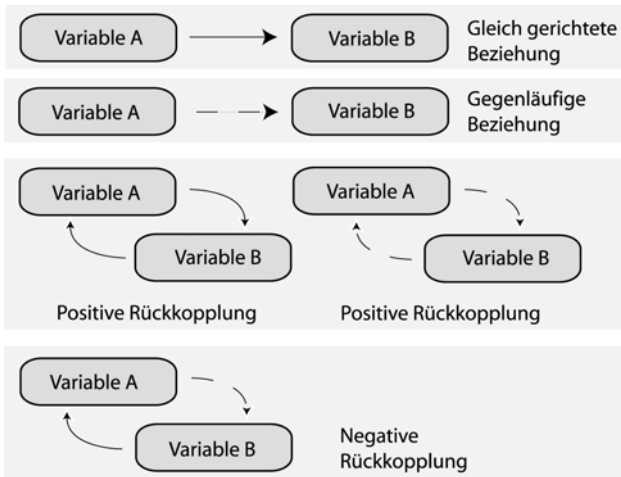 Variable A
Variable B
Gleich gerichtete
Beziehung
Variable A
Variable B
Gegenläufige
Beziehung
Variable A
Variable B
Positive Rückkopplung
Variable A
Variable B
Positive Rückkopplung
Variable A
Variable B
Negative
Rückkopplung